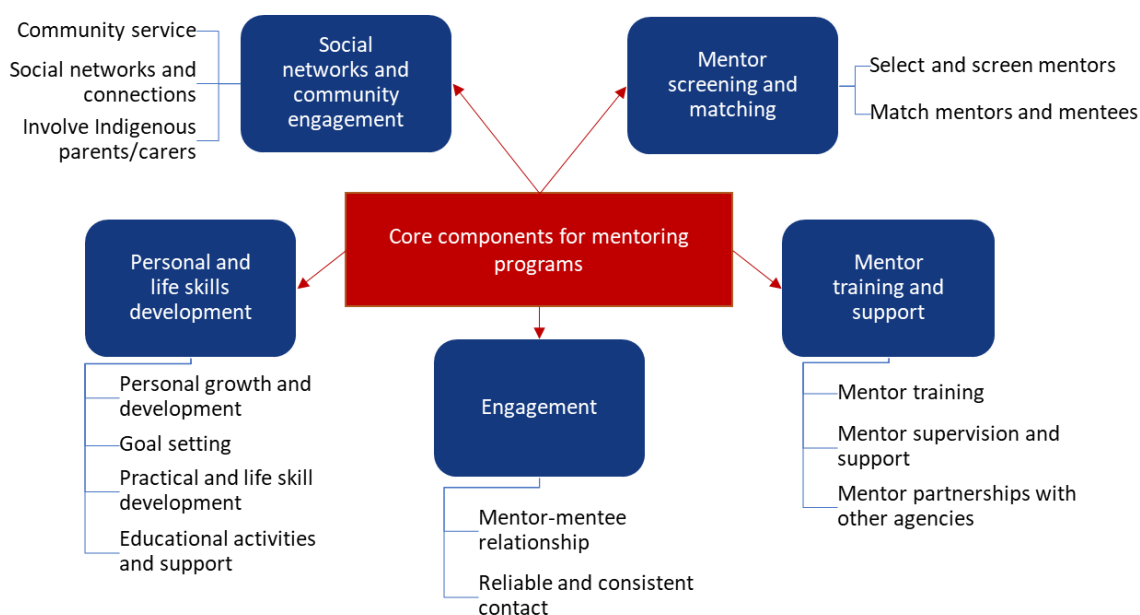 Community service
Social networks and
connections
Involve Indigenous
parents/carers
Social
networks and
community
engagement
Mentor
screening and
matching
Select and screen mentors
Match mentors and mentees
Core components for mentoring
programs
Personal and
life skills
development
Personal growth and
development
Goal setting
Practical and life skill
development
Educational activities
and support
Engagement
Mentor-mentee
relationship
Reliable and consistent
contact
Mentor
training and
support
Mentor training
Mentor supervision and
support
Mentor partnerships with
other agencies